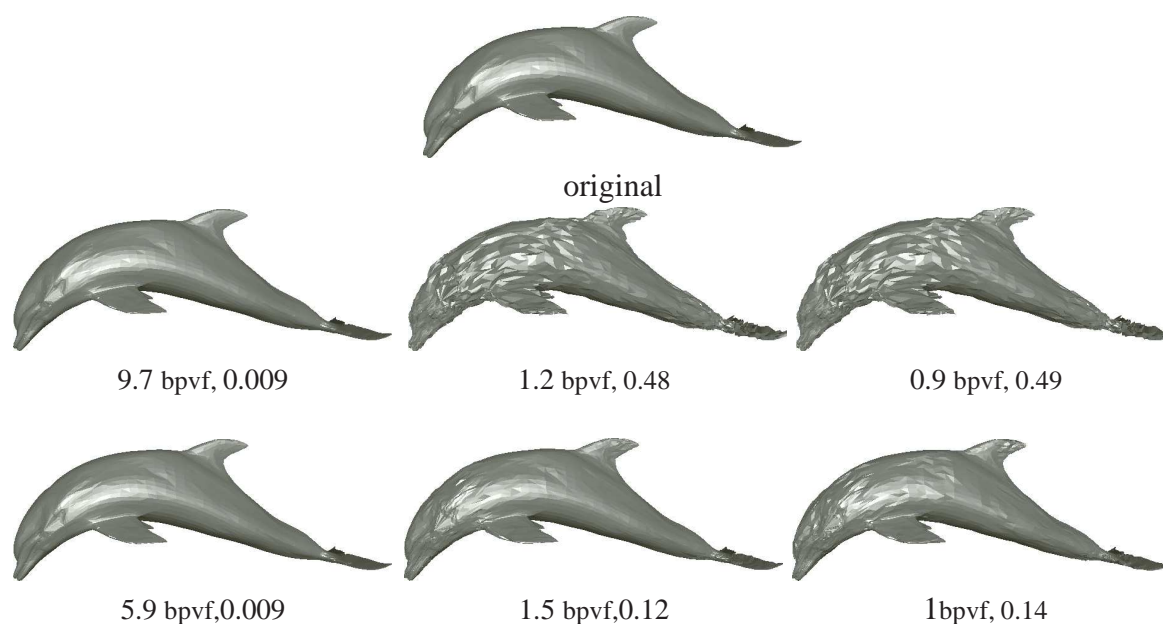 original
9.7 bpvf, 0.009
1.2 bpvf, 0.48
0.9 bpvf, 0.49
5.9 bpvf,0.009
1.5 bpvf,0.12
1bpvf, 0.14